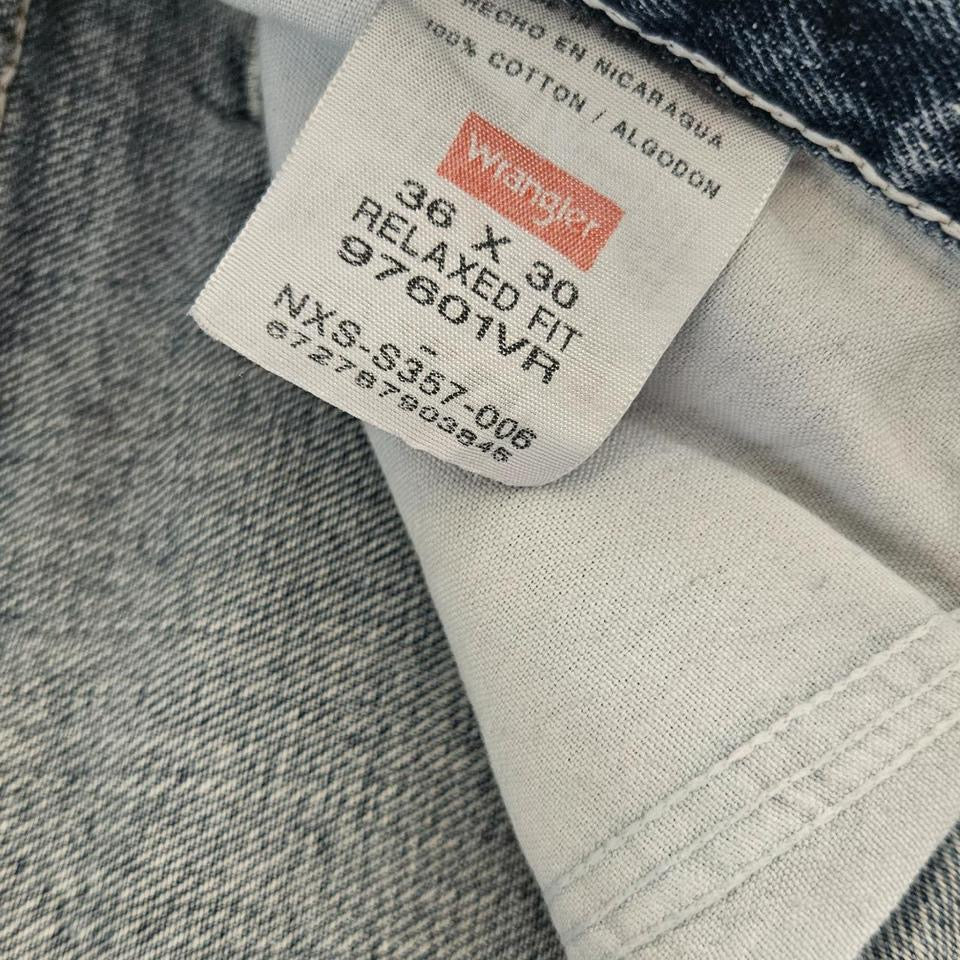 HECHO EN NICARAGUA
100% COTTON / ALGODON
Wrangler
36 X 30
RELAXED FIT
97601VR
-
NXS-S357-006